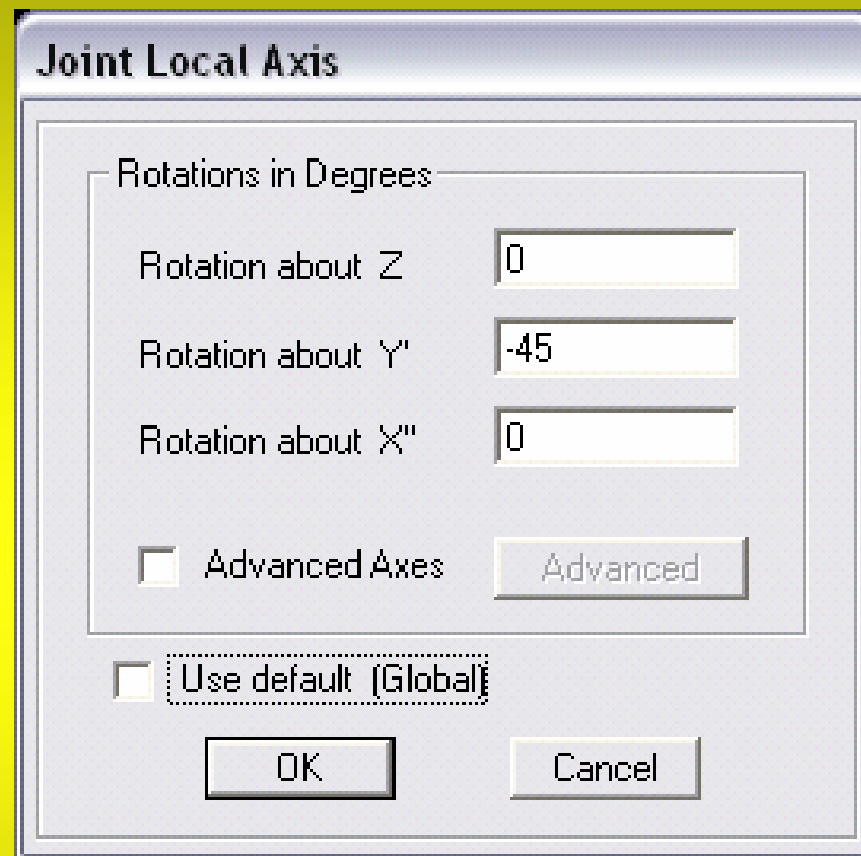 Joint Local Axis
Rotations in Degrees
Rotation about Z 0
Rotation about Y' -45
Rotation about X'' 0
Advanced Axes Advanced
Use default (Global)
OK Cancel